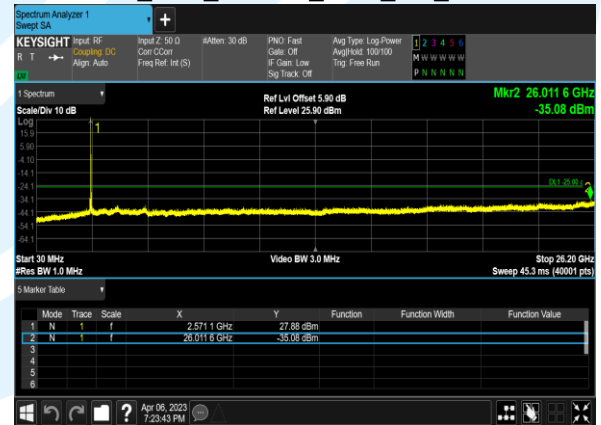 Spectrum Analyzer 1
Swept SA
+
KEYSIGHT Input: RF Input Z: 50 Ω #Atten: 30 dB PNO: Fast Avg Type: Log-Power 1 2 3 4 5 6
R T Coupling: DC Corr CCorr Gate: Off Avg|Hold: 100/100 M W W W W W
Align: Auto Freq Ref: Int (S) IF Gain: Low Trig: Free Run
Sig Track: Off P N N N N N
1 Spectrum Ref Lvl Offset 5.90 dB Mkr2 26.011 6 GHz
Scale/Div 10 dB Ref Level 25.90 dBm -35.08 dBm
Log
15.9
5.90
-4.10
-14.1
-24.1
-34.1
-44.1
-54.1
-64.1
1
2
Start 30 MHz Video BW 3.0 MHz Stop 26.20 GHz
#Res BW 1.0 MHz Sweep 45.3 ms (40001 pts)
5 Marker Table
Mode Trace Scale X Y Function Function Width Function Value
1 N 1 f 2.571 1 GHz 27.88 dBm
2 N 1 f 26.011 6 GHz -35.08 dBm
3
4
5
6
? Apr 06, 2023
7:23:43 PM